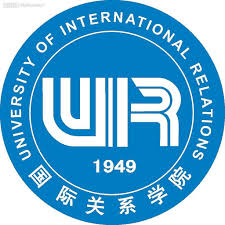 UNIVERSITY OF INTERNATIONAL RELATIONS
UIR
1949
国际关系学院